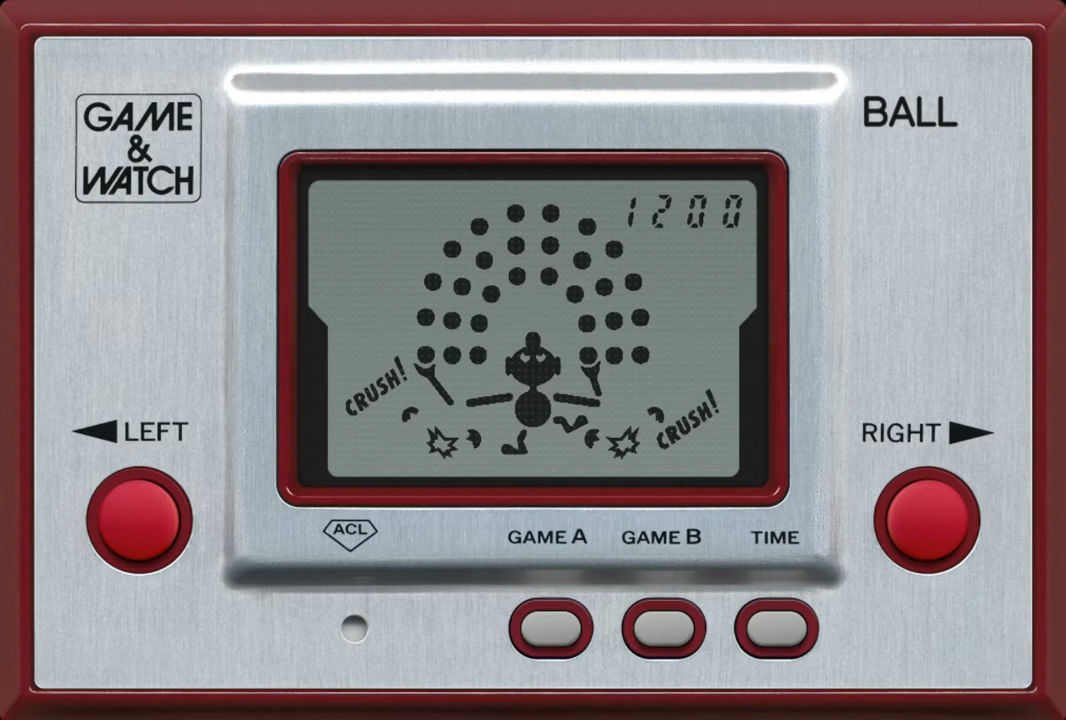 GAME
&
WATCH
BALL
1200
CRUSH!
CRUSH!
◀LEFT
RIGHT▶
ACL
GAME A
GAME B
TIME